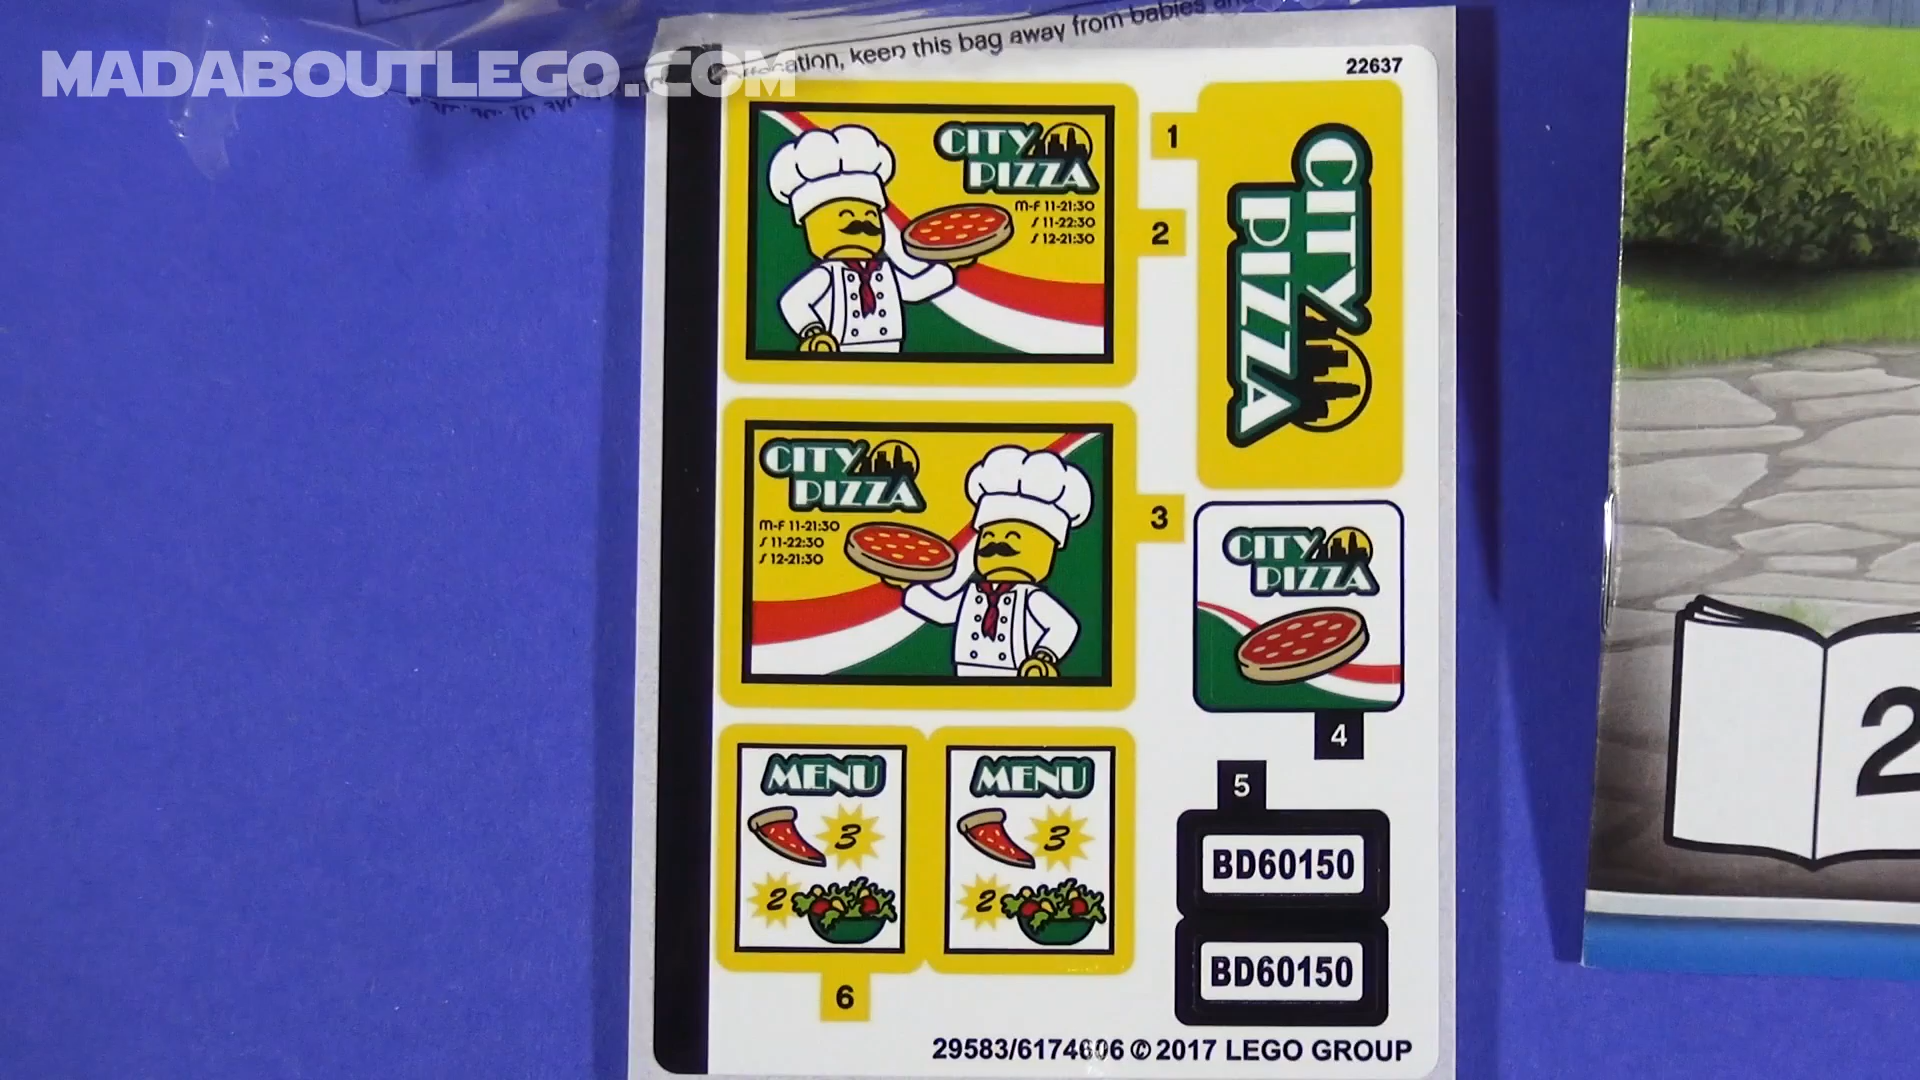 keep this bag away from babies
MADABOUTLEGO.COM
22637
CITY
PIZZA
M-F 11-21:30
S 11-22:30
S 12-21:30
1
2
CITY
PIZZA
CITY
PIZZA
M-F 11-21:30
S 11-22:30
S 12-21:30
3
CITY
PIZZA
4
MENU
3
2
MENU
3
2
5
BD60150
BD60150
6
29583/6174606 © 2017 LEGO GROUP
2